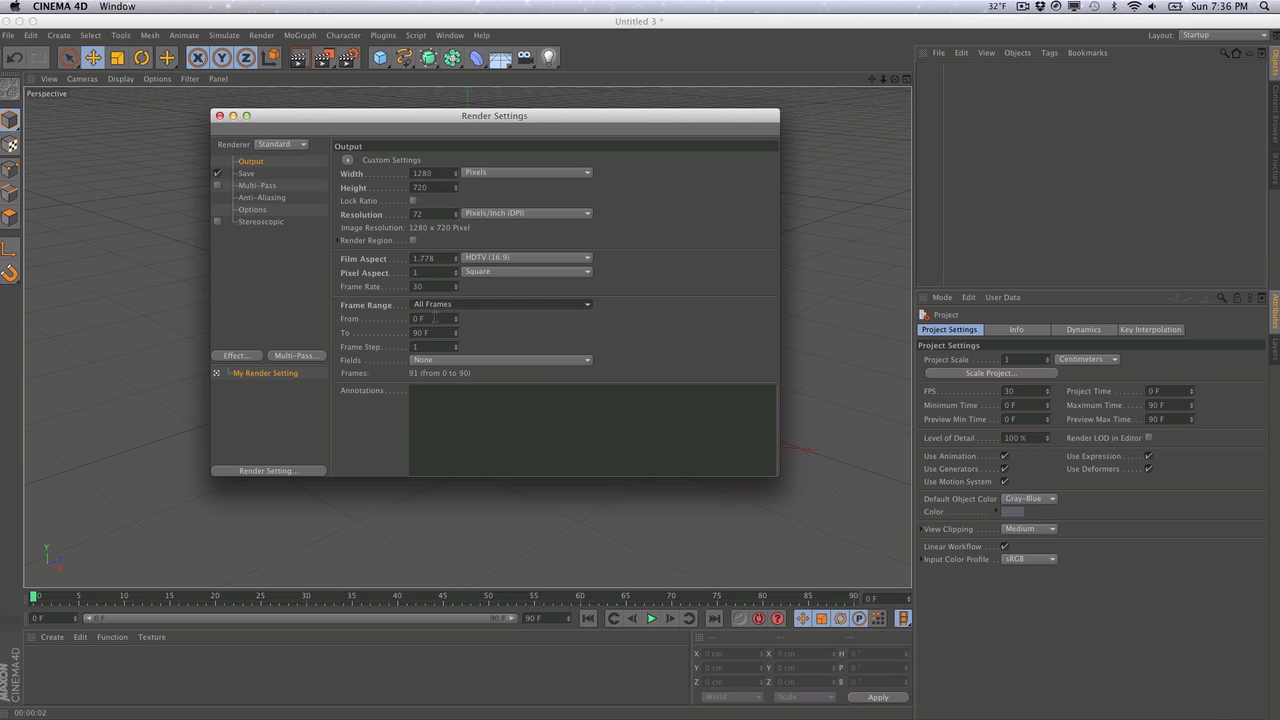 CINEMA 4D Window 32°F Sun 7:36 PM
Untitled 3 *
File Edit Create Select Tools Mesh Animate Simulate Render MoGraph Character Plugins Script Window Help Layout: Startup
File Edit View Objects Tags Bookmarks
View Cameras Display Options Filter Panel
Perspective
Render Settings
Renderer Standard
Output
Save
Multi-Pass
Anti-Aliasing
Options
Stereoscopic
Effect... Multi-Pass...
My Render Setting
Render Setting...
Output
Custom Settings
Width 1280 Pixels
Height 720
Lock Ratio
Resolution 72 Pixels/Inch (DPI)
Image Resolution: 1280 x 720 Pixel
Render Region
Film Aspect 1.778 HDTV (16:9)
Pixel Aspect 1 Square
Frame Rate 30
Frame Range All Frames
From 0 F
To 90 F
Frame Step 1
Fields None
Frames: 91 (from 0 to 90)
Annotations
Objects
Content Browser
Structure
Mode Edit User Data
Project
Project Settings Info Dynamics Key Interpolation
Project Settings
Project Scale 1 Centimeters
Scale Project...
FPS 30 Project Time 0 F
Minimum Time 0 F Maximum Time 90 F
Preview Min Time 0 F Preview Max Time 90 F
Level of Detail 100 % Render LOD in Editor
Use Animation Use Expression
Use Generators Use Deformers
Use Motion System
Default Object Color Gray-Blue
Color
View Clipping Medium
Linear Workflow
Input Color Profile sRGB
Attributes
Layers
Y
Z
X
0 5 10 15 20 25 30 35 40 45 50 55 60 65 70 75 80 85 90 0 F
0 F 0 F 90 F 90 F
Create Edit Function Texture
-- -- --
X 0 cm X 0 cm H 0 °
Y 0 cm Y 0 cm P 0 °
Z 0 cm Z 0 cm B 0 °
World Scale Apply
MAXON
CINEMA 4D
00:00:02